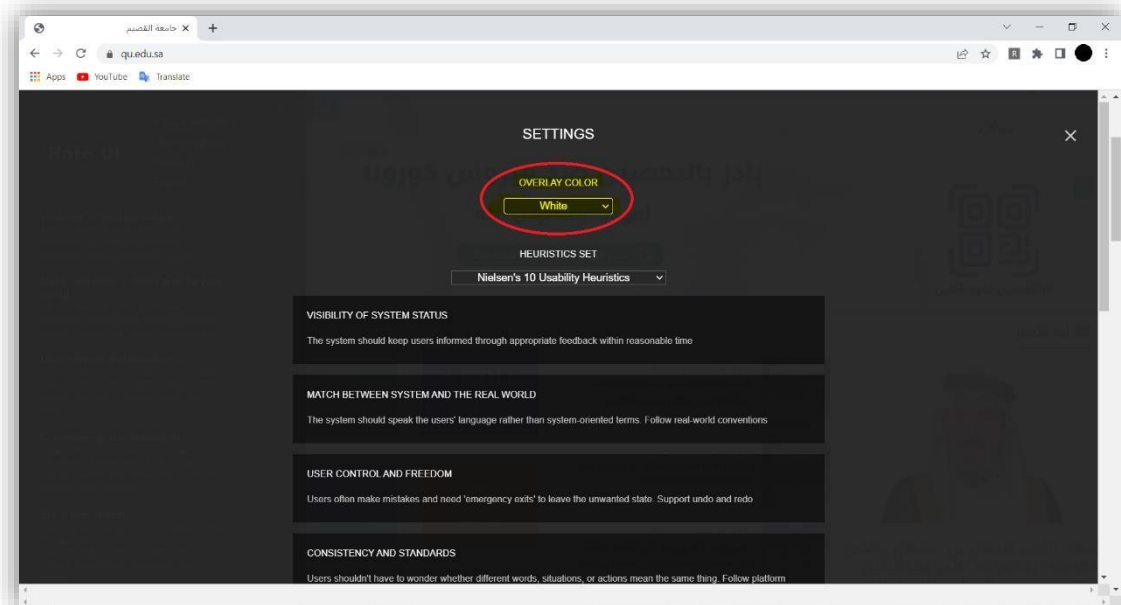 جامعة القصيم
qu.edu.sa
Apps
YouTube
Translate
SETTINGS
OVERLAY COLOR
White
HEURISTICS SET
Nielsen's 10 Usability Heuristics
VISIBILITY OF SYSTEM STATUS
The system should keep users informed through appropriate feedback within reasonable time
MATCH BETWEEN SYSTEM AND THE REAL WORLD
The system should speak the users' language rather than system-oriented terms. Follow real-world conventions
USER CONTROL AND FREEDOM
Users often make mistakes and need 'emergency exits' to leave the unwanted state. Support undo and redo
CONSISTENCY AND STANDARDS
Users shouldn't have to wonder whether different words, situations, or actions mean the same thing. Follow platform